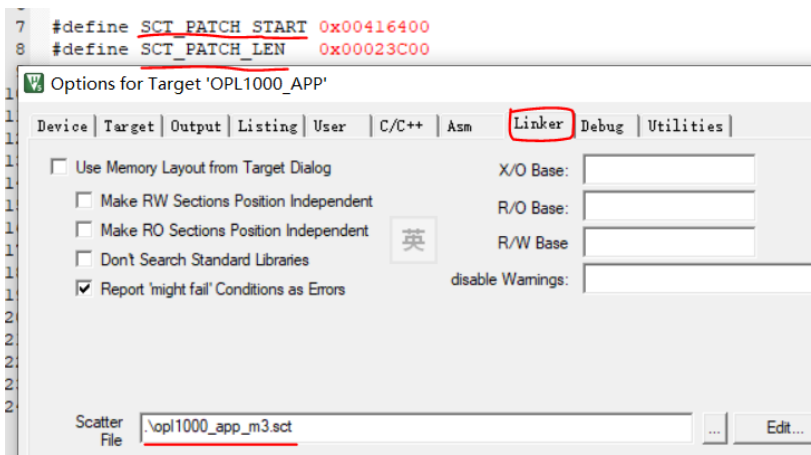 7 #define SCT_PATCH_START 0x00416400
8 #define SCT_PATCH_LEN 0x00023C00
Options for Target 'OPL1000_APP'
Device Target Output Listing User C/C++ Asm Linker Debug Utilities
Use Memory Layout from Target Dialog
X/O Base:
Make RW Sections Position Independent
R/O Base:
Make RO Sections Position Independent
英
R/W Base
Don't Search Standard Libraries
disable Warnings:
Report 'might fail' Conditions as Errors
Scatter File
.\opl1000_app_m3.sct
...
Edit...